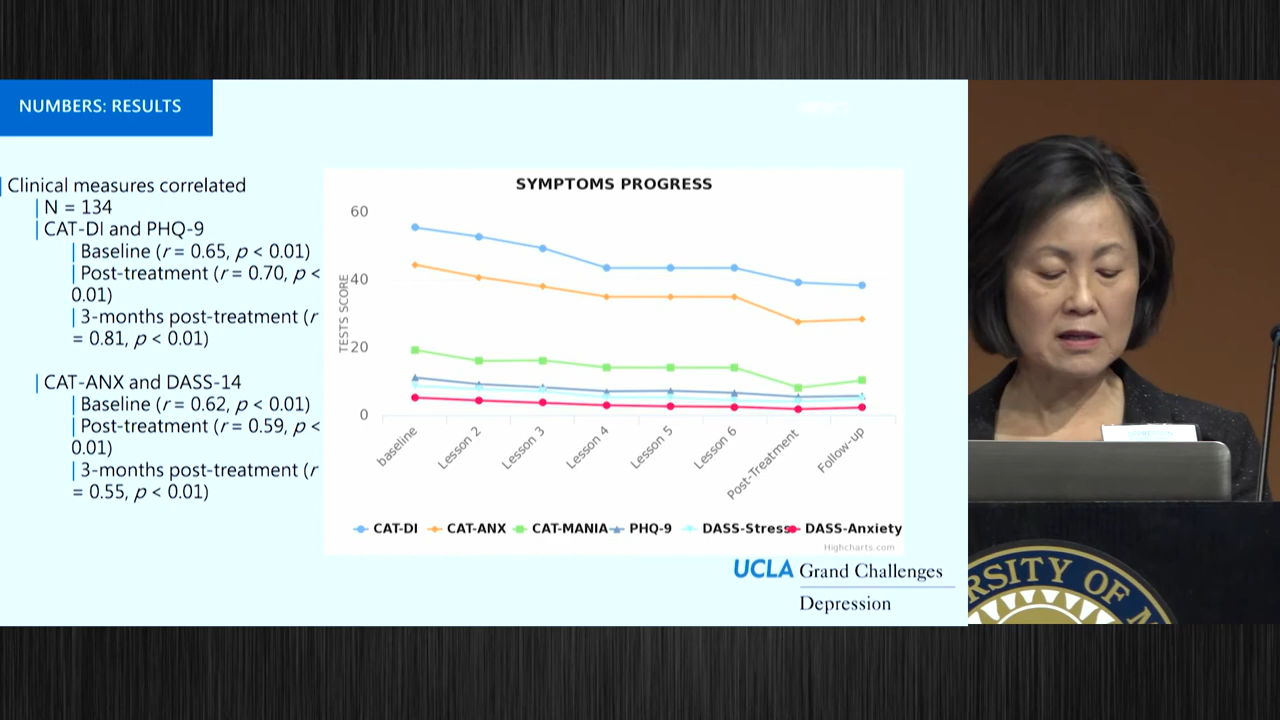 NUMBERS: RESULTS
Clinical measures correlated
N = 134
CAT-DI and PHQ-9
Baseline (r = 0.65, p < 0.01)
Post-treatment (r = 0.70, p <
0.01)
3-months post-treatment (r
= 0.81, p < 0.01)
CAT-ANX and DASS-14
Baseline (r = 0.62, p < 0.01)
Post-treatment (r = 0.59, p <
0.01)
3-months post-treatment (r
= 0.55, p < 0.01)
SYMPTOMS PROGRESS
TESTS SCORE
60
40
20
0
baseline
Lesson 2
Lesson 3
Lesson 4
Lesson 5
Lesson 6
Post-Treatment
Follow-up
CAT-DI CAT-ANX CAT-MANIA PHQ-9 DASS-Stress DASS-Anxiety
Highcharts.com
UCLA Grand Challenges
Depression
RSITY OF